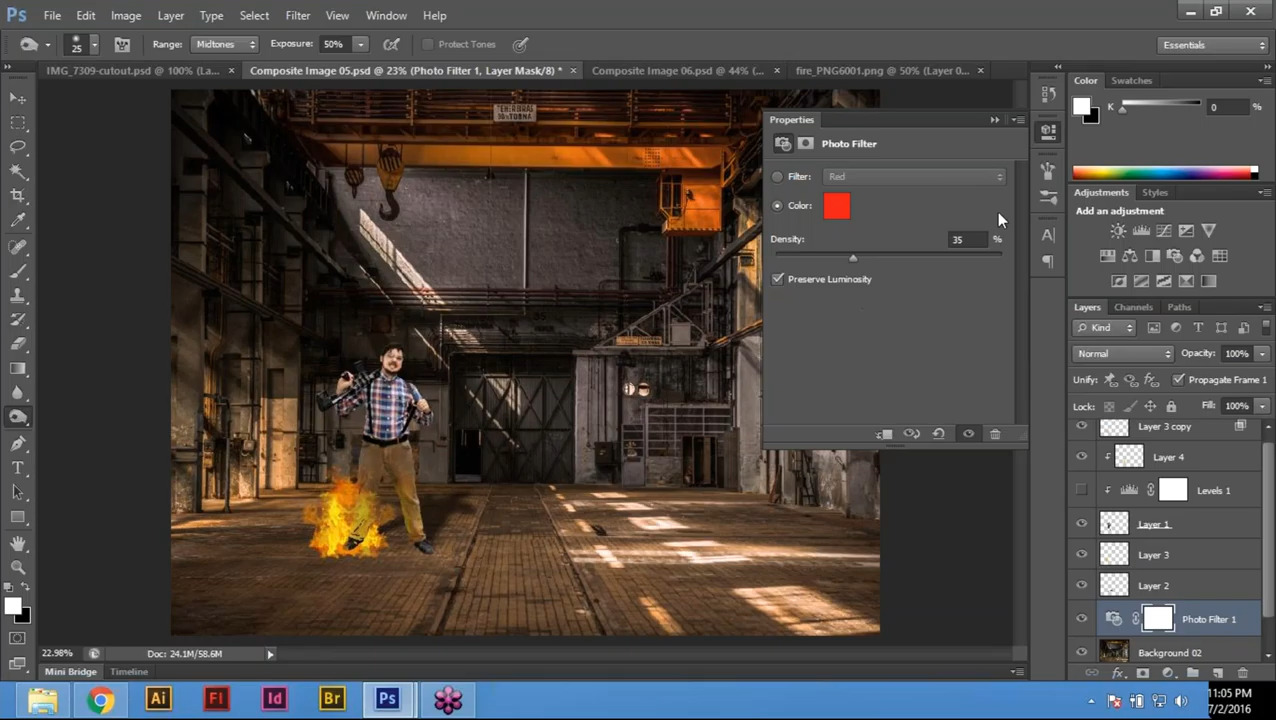 Ps File Edit Image Layer Type Select Filter View Window Help
25 Range: Midtones Exposure: 50% Protect Tones Essentials
IMG_7309-cutout.psd @ 100% (La... × Composite Image 05.psd @ 23% (Photo Filter 1, Layer Mask/8) * × Composite Image 06.psd @ 44% (... × fire_PNG6001.png @ 50% (Layer 0... ×
Color Swatches
K 0 %
Properties
Photo Filter
Filter: Red
Color:
Density: 35 %
Preserve Luminosity
Adjustments Styles
Add an adjustment
Layers Channels Paths
Kind
Normal Opacity: 100%
Unify: Propagate Frame 1
Lock: Fill: 100%
Layer 3 copy
Layer 4
Levels 1
Layer 1
Layer 3
Layer 2
Photo Filter 1
Background 02
22.98% Doc: 24.1M/58.6M
Mini Bridge Timeline
Ai Fl Id Br Ps
11:05 PM
7/2/2016